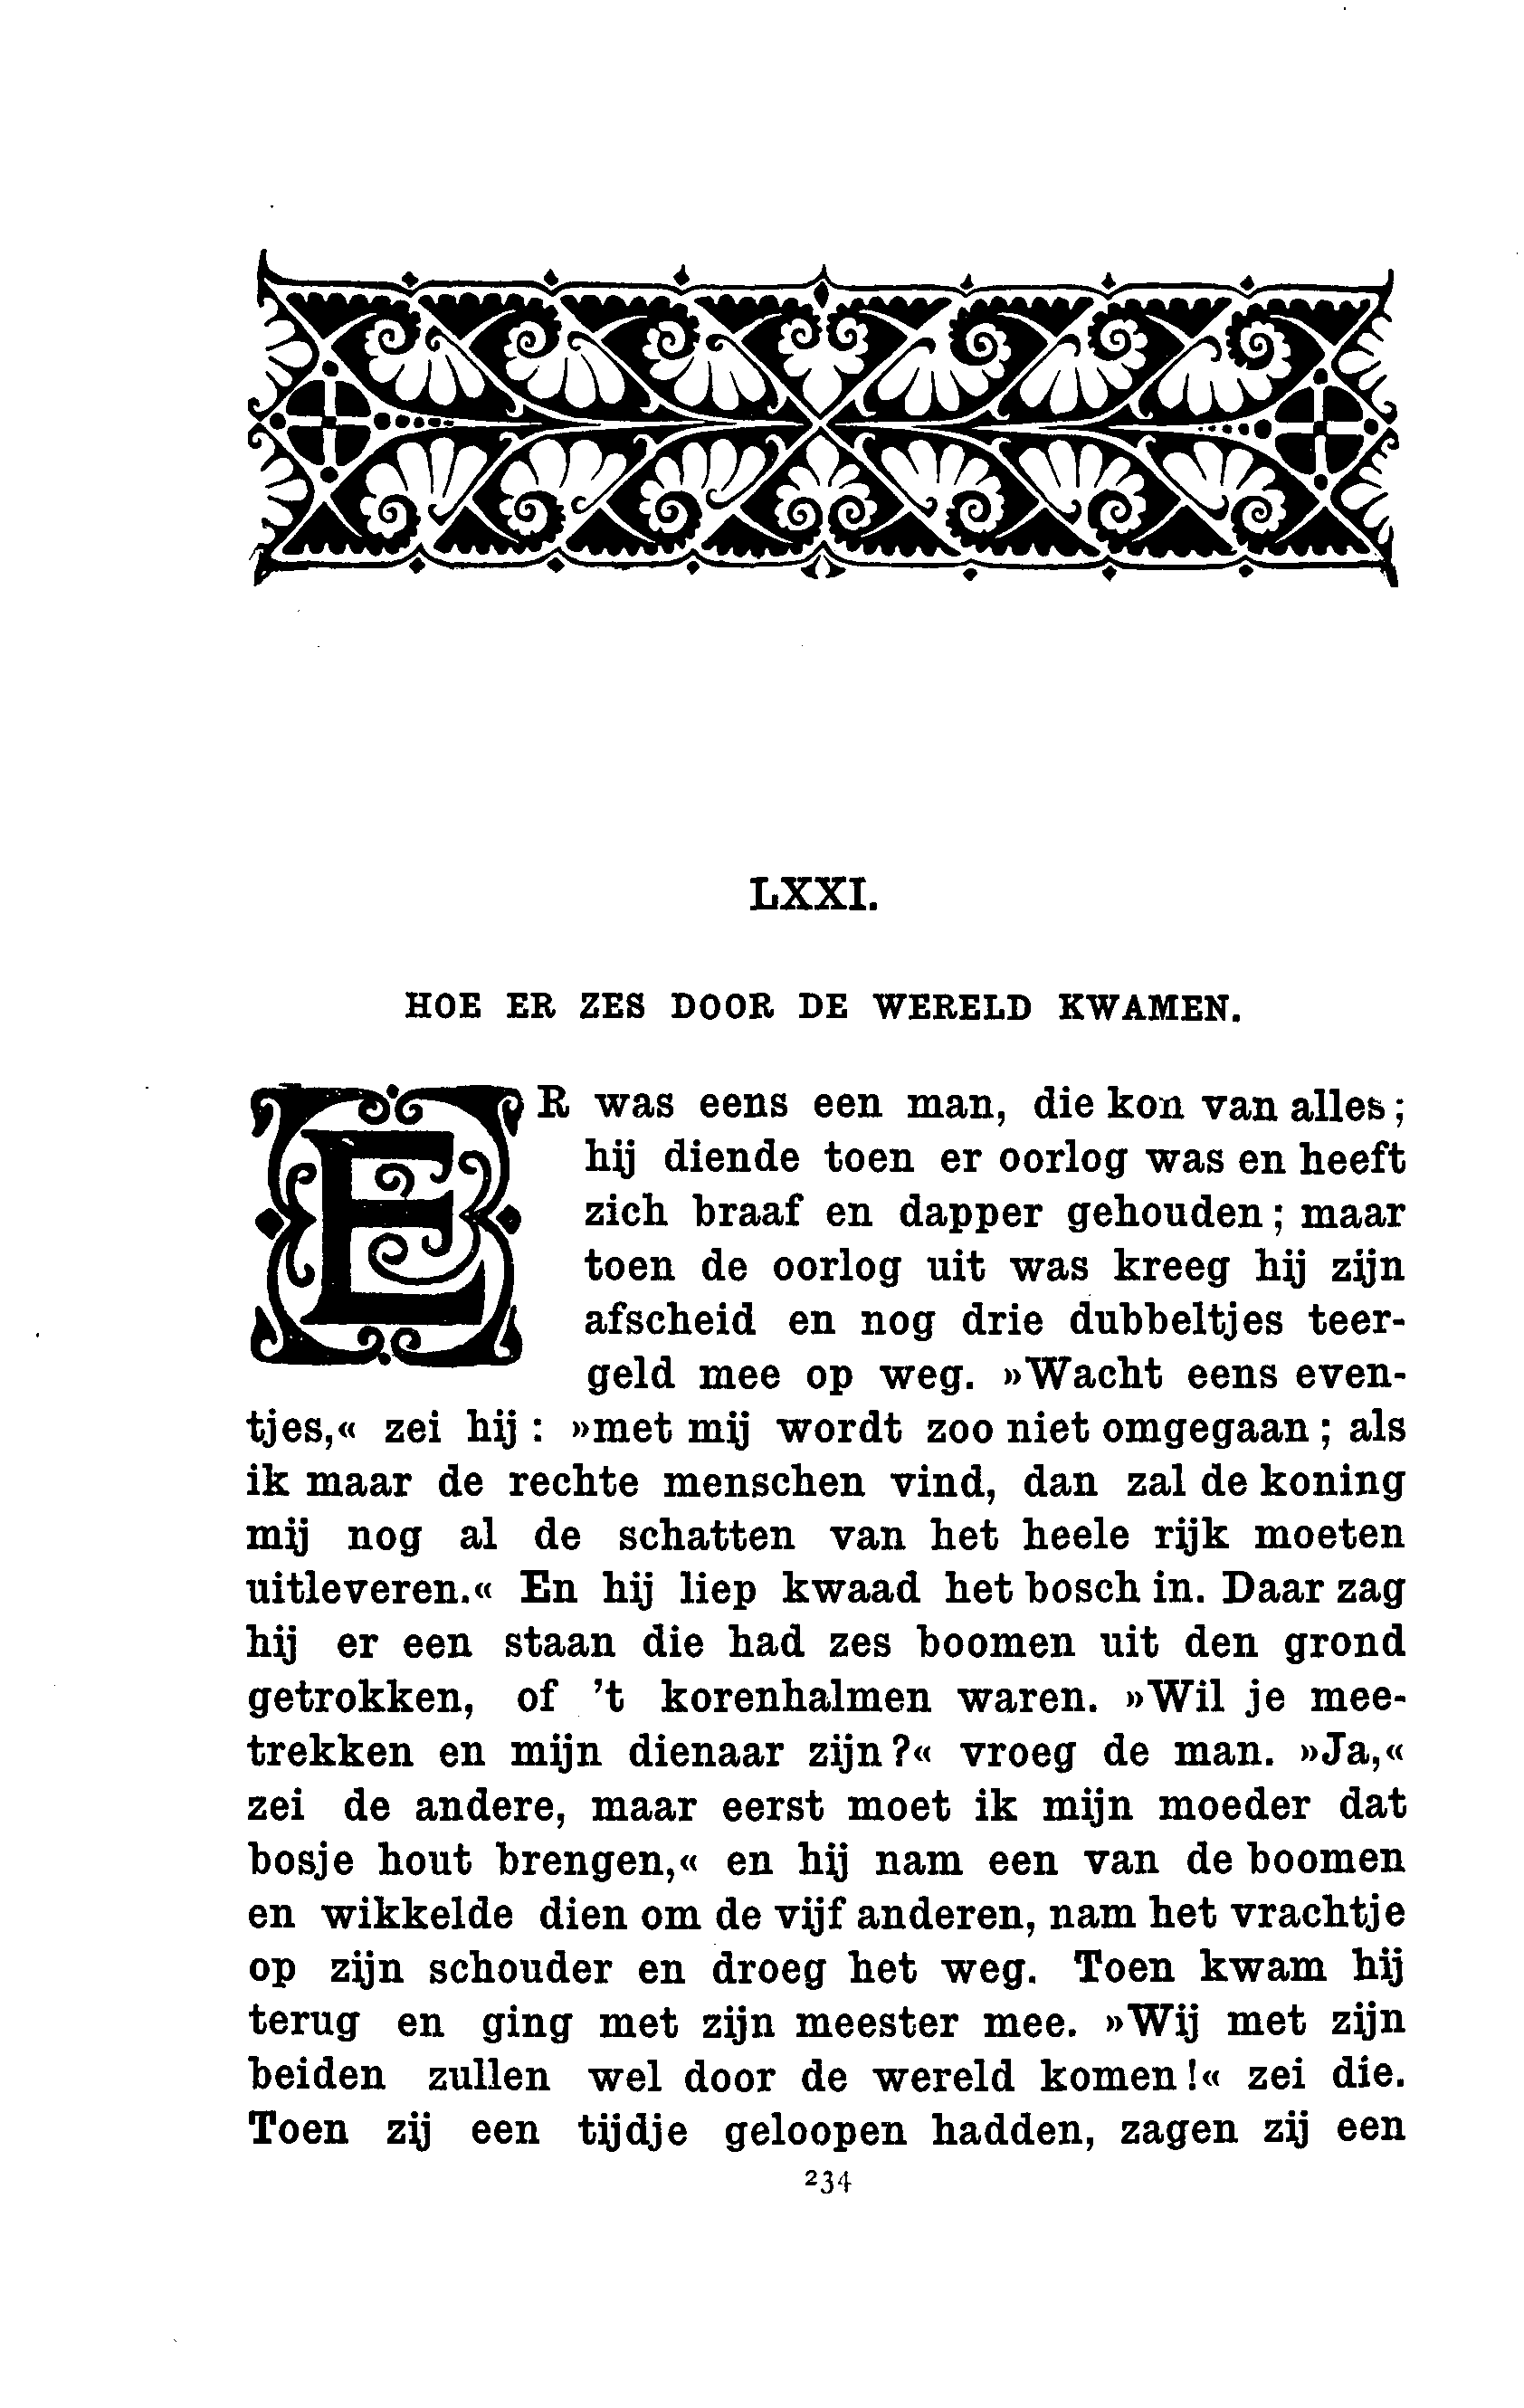 LXXI.
HOE ER ZES DOOR DE WERELD KWAMEN.
ER was eens een man, die kon van alles;
hij diende toen er oorlog was en heeft
zich braaf en dapper gehouden; maar
toen de oorlog uit was kreeg hij zijn
afscheid en nog drie dubbeltjes teer-
geld mee op weg. »Wacht eens even-
tjes,« zei hij: »met mij wordt zoo niet omgegaan; als
ik maar de rechte menschen vind, dan zal de koning
mij nog al de schatten van het heele rijk moeten
uitleveren.« En hij liep kwaad het bosch in. Daar zag
hij er een staan die had zes boomen uit den grond
getrokken, of 't korenhalmen waren. »Wil je mee-
trekken en mijn dienaar zijn?« vroeg de man. »Ja,«
zei de andere, maar eerst moet ik mijn moeder dat
bosje hout brengen,« en hij nam een van de boomen
en wikkelde dien om de vijf anderen, nam het vrachtje
op zijn schouder en droeg het weg. Toen kwam hij
terug en ging met zijn meester mee. »Wij met zijn
beiden zullen wel door de wereld komen!« zei die.
Toen zij een tijdje geloopen hadden, zagen zij een
234